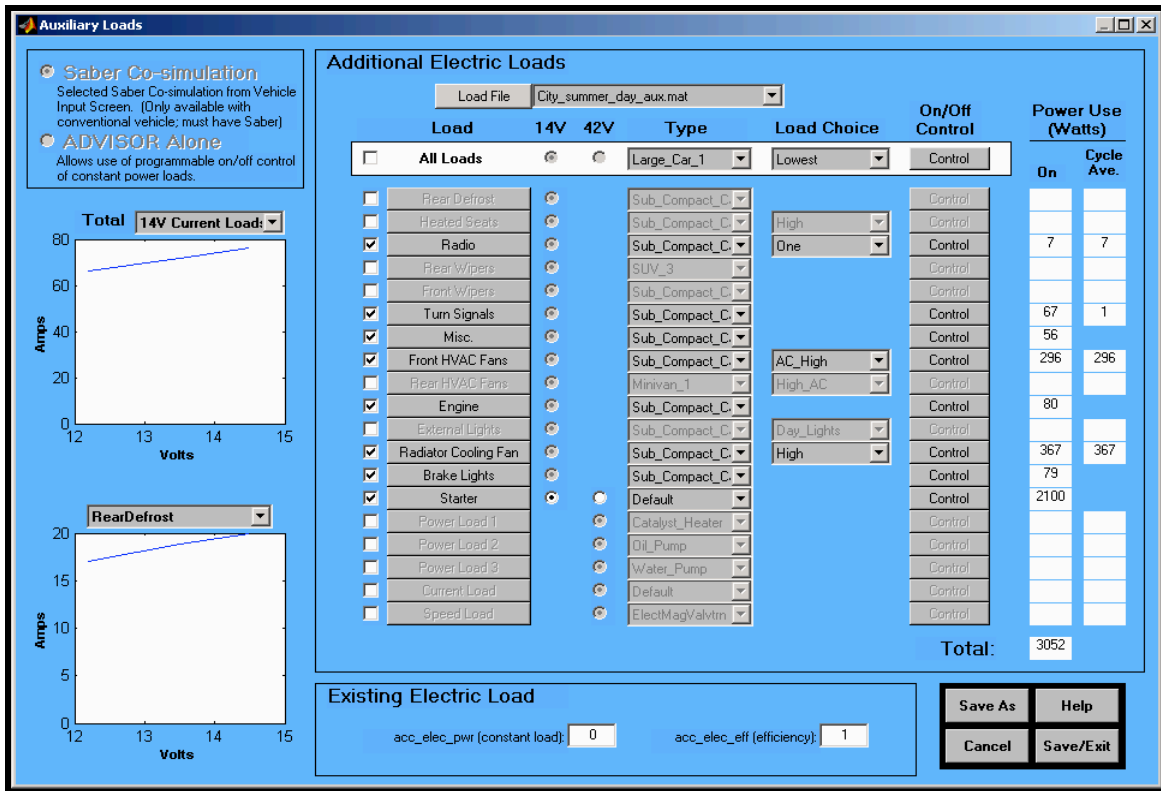 Auxiliary Loads
Saber Co-simulation
Selected Saber Co-simulation from Vehicle
Input Screen. (Only available with
conventional vehicle; must have Saber)
ADVISOR Alone
Allows use of programmable on/off control
of constant power loads.
Total 14V Current Loads
80
60
40
20
0
Amps
12 13 14 15
Volts
RearDefrost
20
15
10
5
0
Amps
12 13 14 15
Volts
Additional Electric Loads
Load File City_summer_day_aux.mat
Load 14V 42V Type Load Choice On/Off Control Power Use (Watts)
On Cycle Ave.
All Loads Large_Car_1 Lowest Control
Rear Defrost Sub_Compact_C Control
Heated Seats Sub_Compact_C High Control
Radio Sub_Compact_C One Control 7 7
Rear Wipers SUV_3 Control
Front Wipers Sub_Compact_C Control
Turn Signals Sub_Compact_C Control 67 1
Misc. Sub_Compact_C Control 56
Front HVAC Fans Sub_Compact_C AC_High Control 296 296
Rear HVAC Fans Minivan_1 High_AC Control
Engine Sub_Compact_C Control 80
External Lights Sub_Compact_C Day_Lights Control
Radiator Cooling Fan Sub_Compact_C High Control 367 367
Brake Lights Sub_Compact_C Control 79
Starter Default Control 2100
Power Load 1 Catalyst_Heater Control
Power Load 2 Oil_Pump Control
Power Load 3 Water_Pump Control
Current Load Default Control
Speed Load ElectMagValvtrn Control
Total: 3052
Existing Electric Load
acc_elec_pwr (constant load): 0 acc_elec_eff (efficiency): 1
Save As Help
Cancel Save/Exit